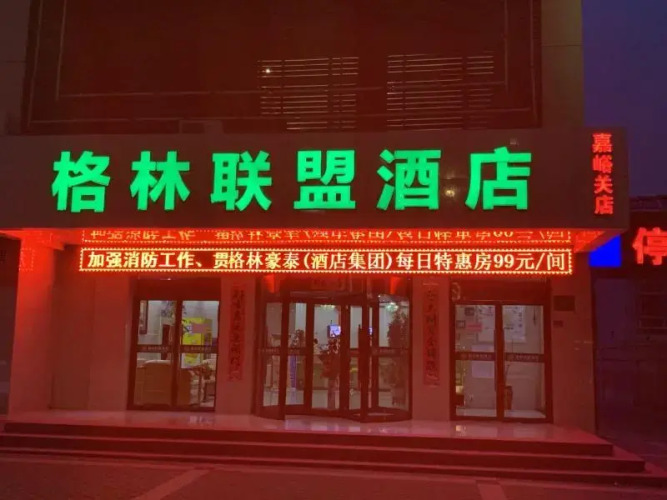 格林联盟酒店
嘉峪关店
加强消防工作、贯格林豪泰(酒店集团)每日特惠房99元/间
停